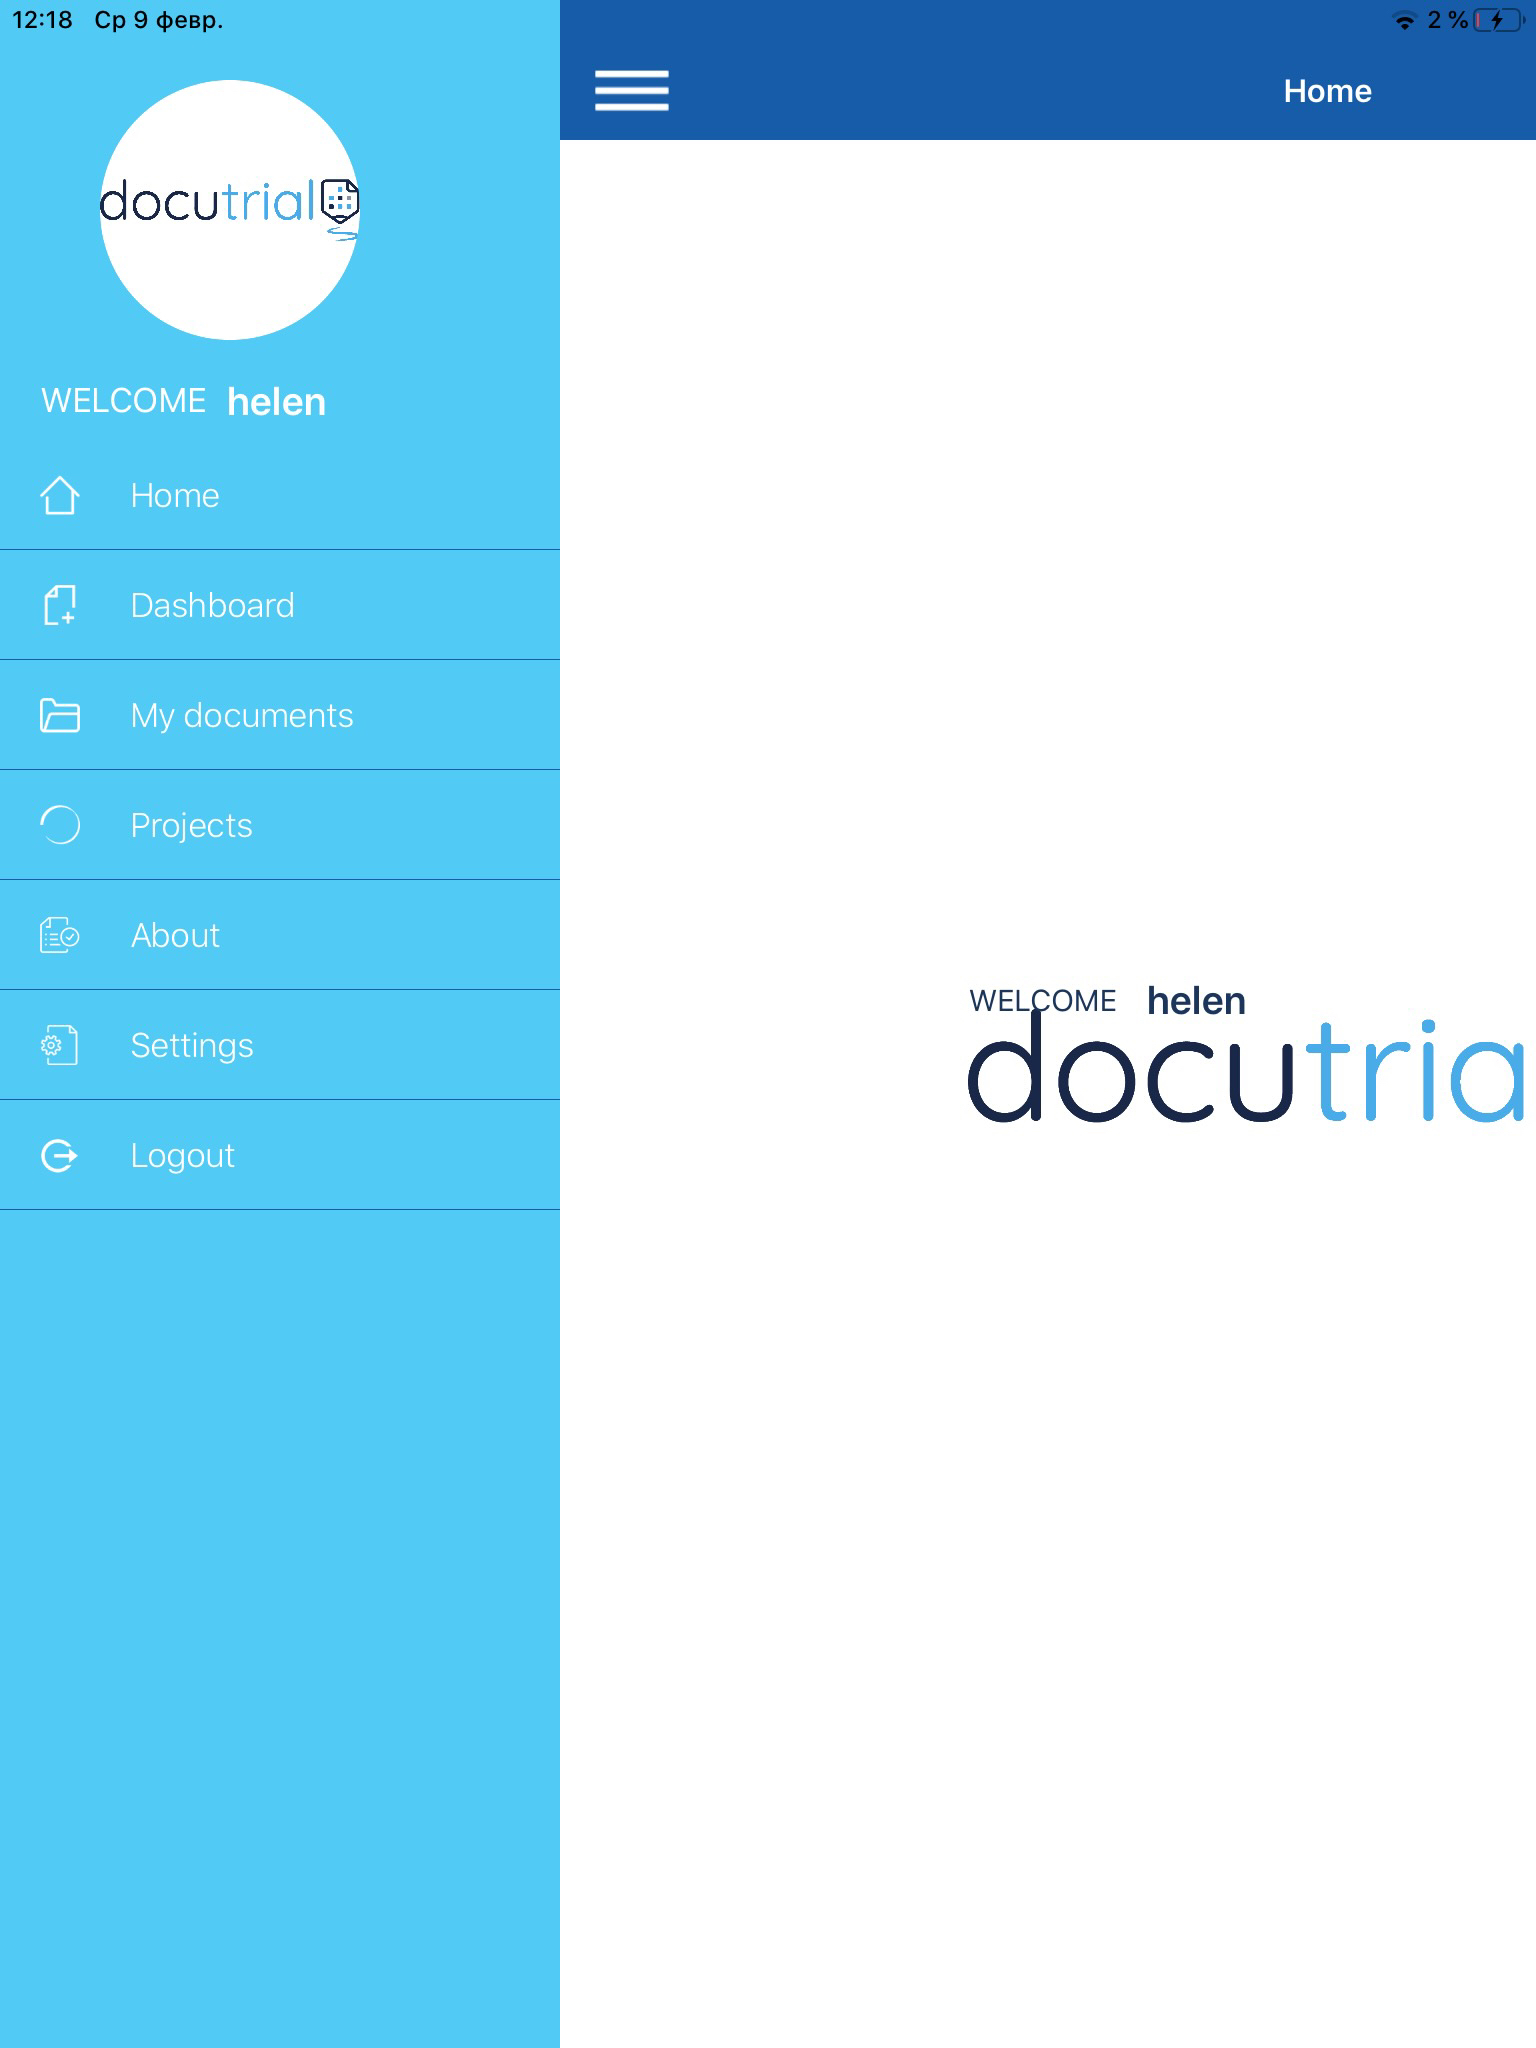 12:18 Ср 9 февр.
2 %
docutrial
WELCOME helen
Home
Dashboard
My documents
Projects
About
Settings
Logout
Home
WELCOME helen
docutria